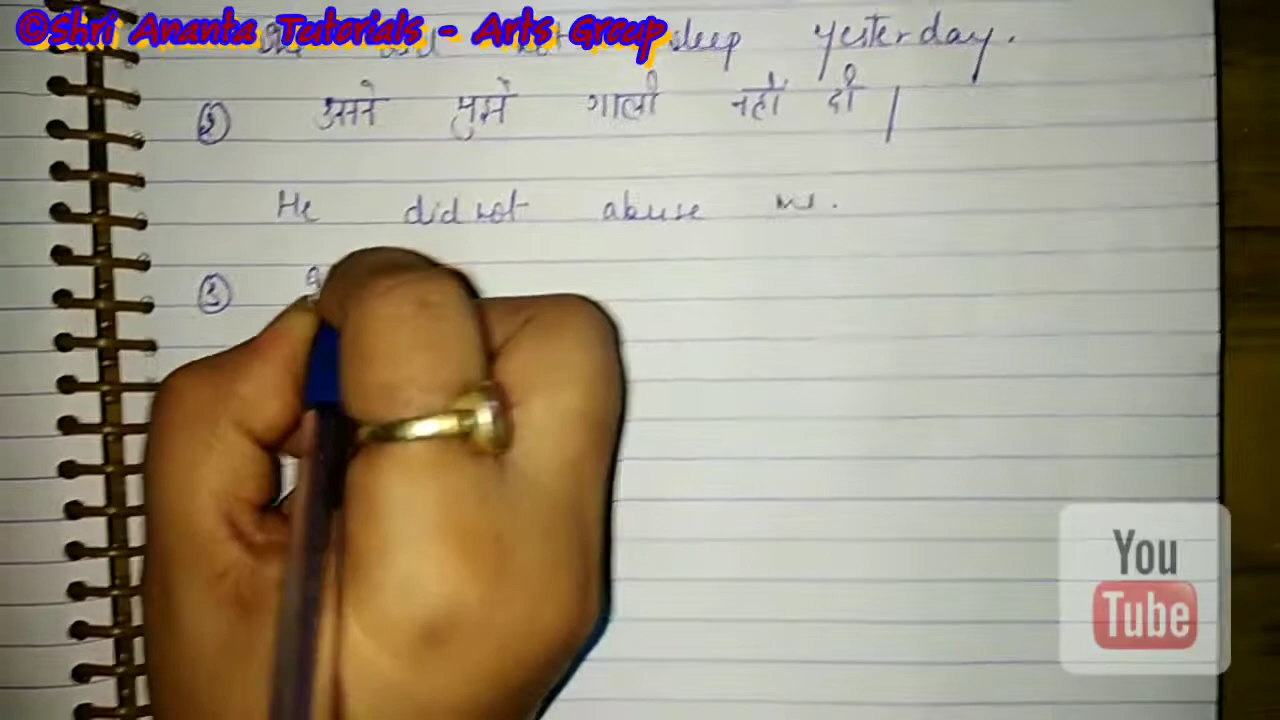 ©Shri Ananta Tutorials - Arts Group
sleep yesterday.
② उसने मुझे गाली नहीं दी |
He did not abuse me.
③
You
Tube